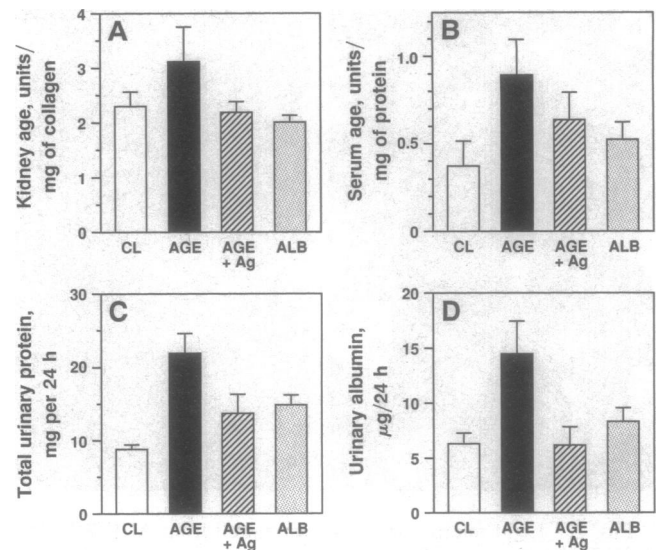 A
Kidney age, units/
mg of collagen
4
3
2
1
0
CL AGE AGE ALB
+ Ag
B
Serum age, units/
mg of protein
1.0
0.5
0
CL AGE AGE ALB
+ Ag
C
Total urinary protein,
mg per 24 h
30
20
10
0
CL AGE AGE ALB
+ Ag
D
Urinary albumin,
μg/24 h
20
15
10
5
0
CL AGE AGE ALB
+ Ag